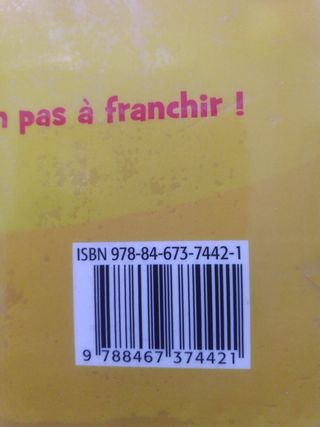 pas à franchir !
ISBN 978-84-673-7442-1
9 788467 374421